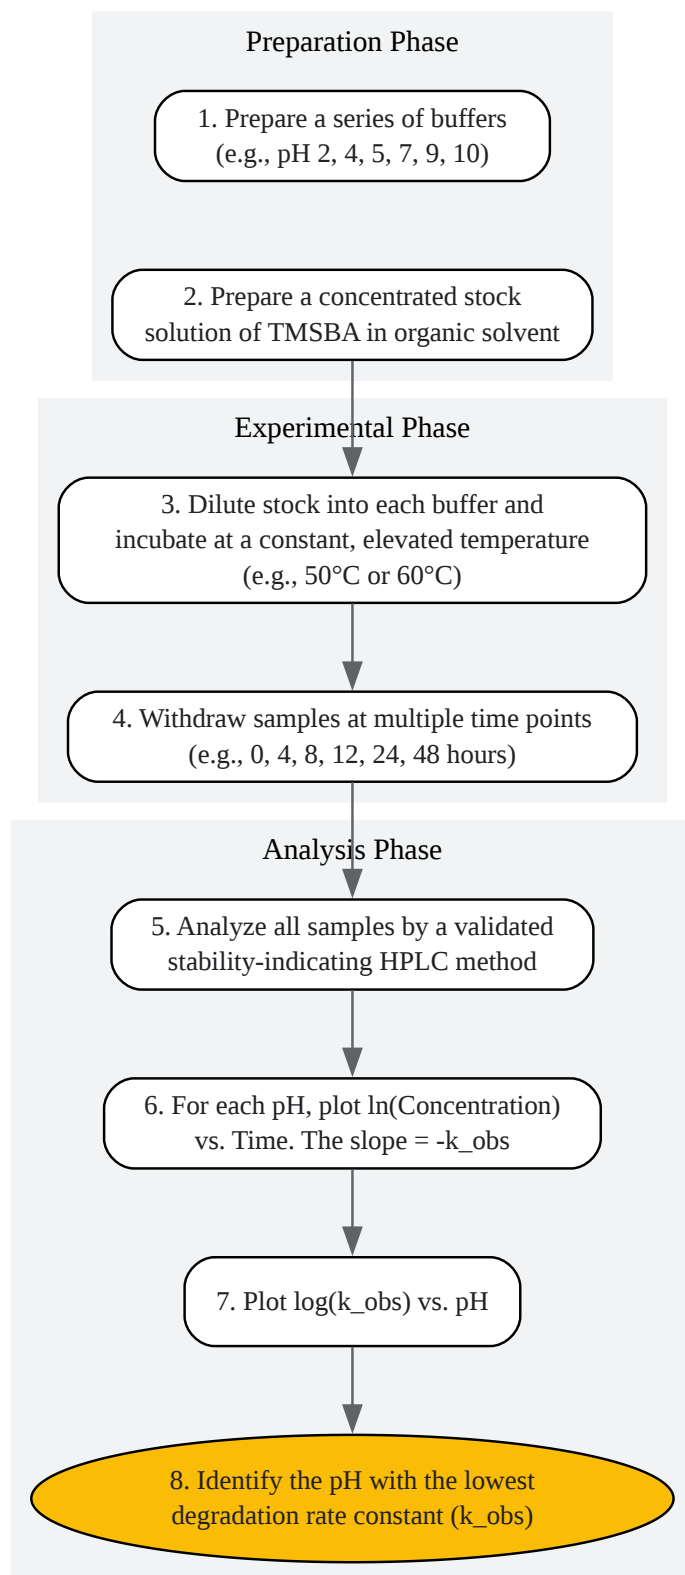 Preparation Phase
1. Prepare a series of buffers
(e.g., pH 2, 4, 5, 7, 9, 10)
2. Prepare a concentrated stock
solution of TMSBA in organic solvent
Experimental Phase
3. Dilute stock into each buffer and
incubate at a constant, elevated temperature
(e.g., 50°C or 60°C)
4. Withdraw samples at multiple time points
(e.g., 0, 4, 8, 12, 24, 48 hours)
Analysis Phase
5. Analyze all samples by a validated
stability-indicating HPLC method
6. For each pH, plot ln(Concentration)
vs. Time. The slope = -k_obs
7. Plot log(k_obs) vs. pH
8. Identify the pH with the lowest
degradation rate constant (k_obs)